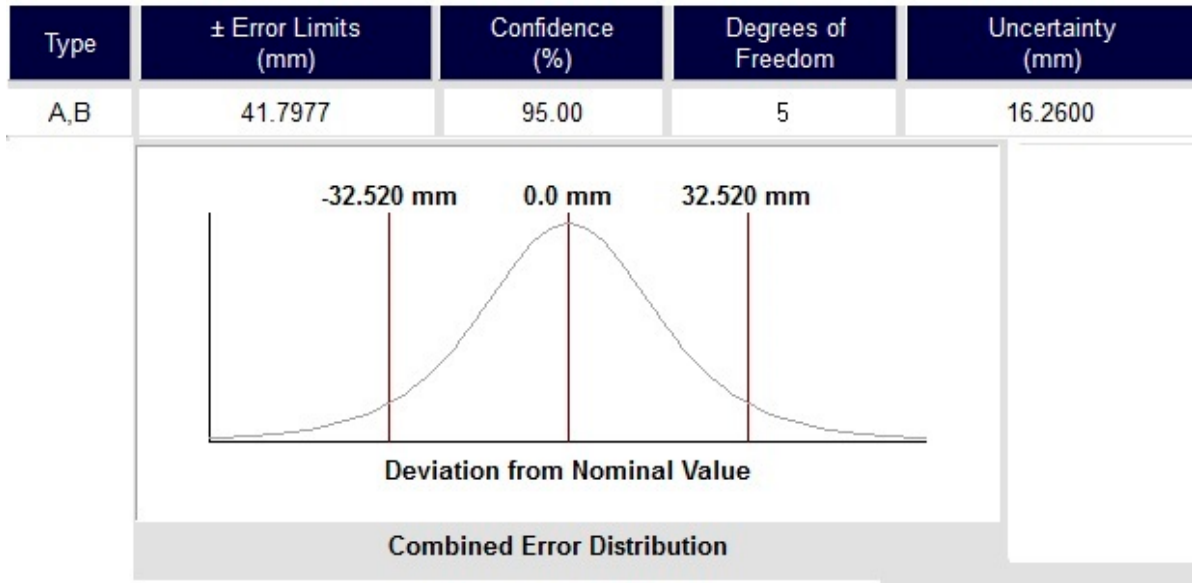 Type ± Error Limits (mm) Confidence (%) Degrees of Freedom Uncertainty (mm)
A,B 41.7977 95.00 5 16.2600
-32.520 mm 0.0 mm 32.520 mm
Deviation from Nominal Value
Combined Error Distribution